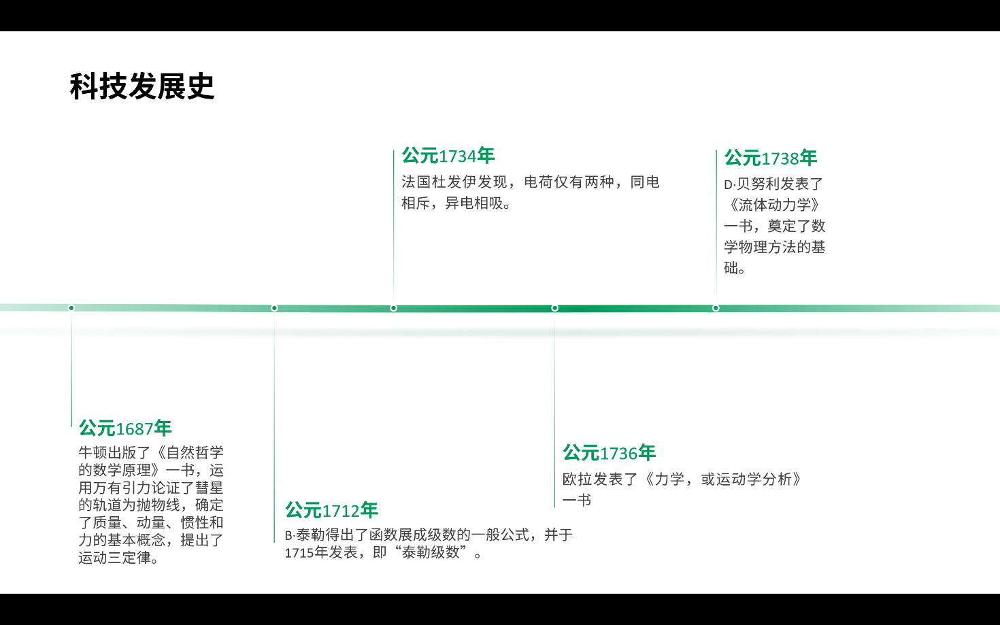 科技发展史
公元1734年
法国杜发伊发现，电荷仅有两种，同电
相斥，异电相吸。
公元1738年
D·贝努利发表了
《流体动力学》
一书，奠定了数
学物理方法的基
础。
公元1687年
牛顿出版了《自然哲学
的数学原理》一书，运
用万有引力论证了彗星
的轨道为抛物线，确定
了质量、动量、惯性和
力的基本概念，提出了
运动三定律。
公元1712年
B·泰勒得出了函数展成级数的一般公式，并于
1715年发表，即“泰勒级数”。
公元1736年
欧拉发表了《力学，或运动学分析》
一书